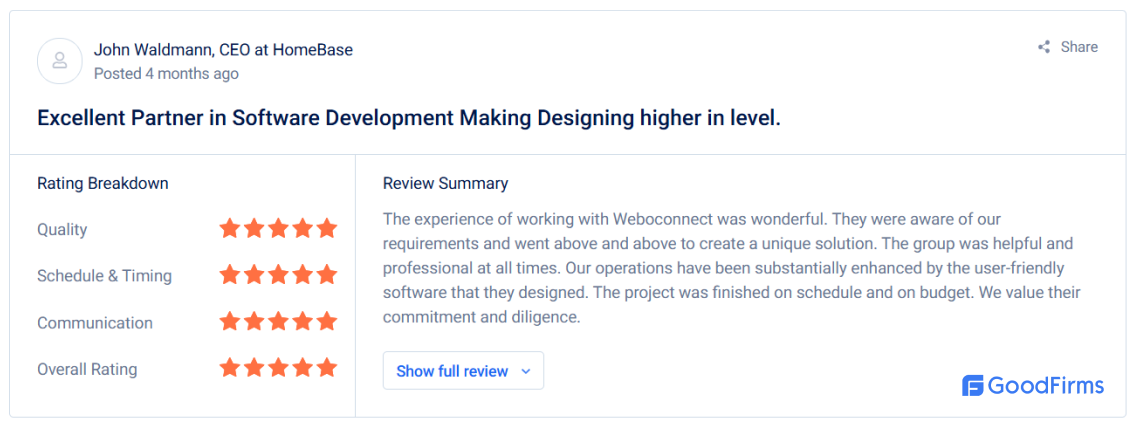 John Waldmann, CEO at HomeBase
Share
Posted 4 months ago
Excellent Partner in Software Development Making Designing higher in level.
Rating Breakdown
Quality
Schedule & Timing
Communication
Overall Rating
Review Summary
The experience of working with Weboconnect was wonderful. They were aware of our
requirements and went above and above to create a unique solution. The group was helpful and
professional at all times. Our operations have been substantially enhanced by the user-friendly
software that they designed. The project was finished on schedule and on budget. We value their
commitment and diligence.
Show full review
GoodFirms